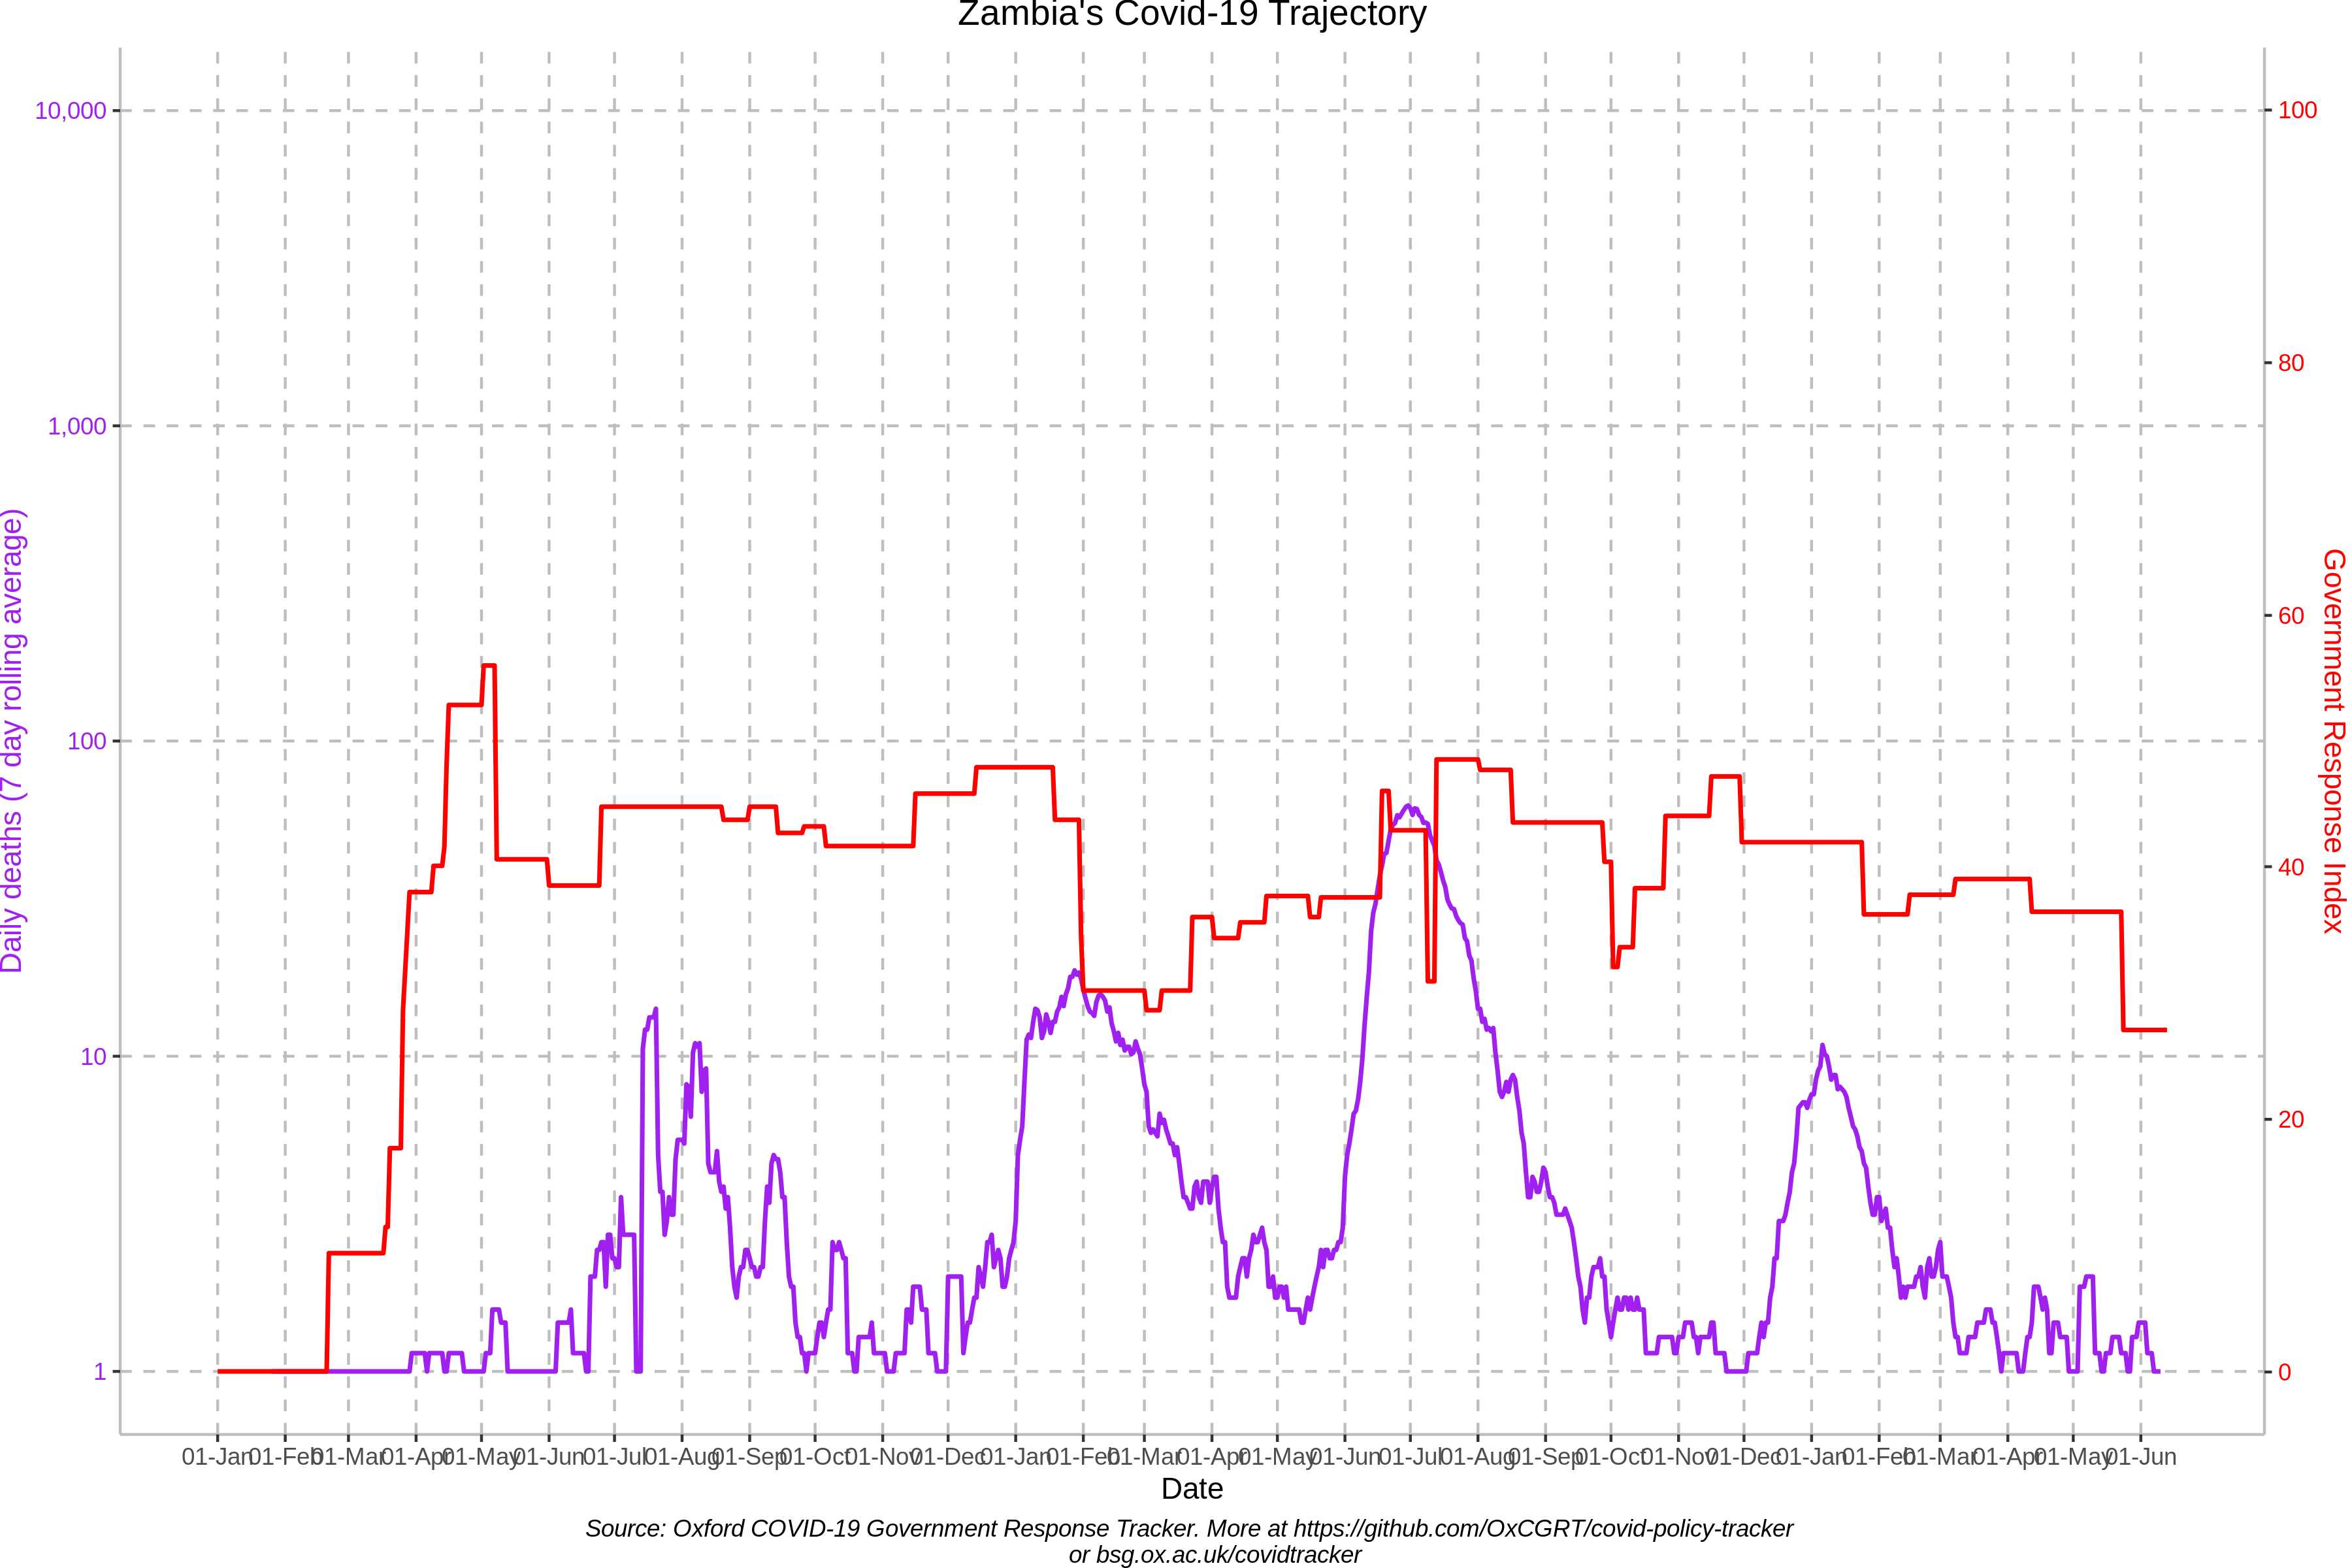 Zambia's Covid-19 Trajectory
10,000
1,000
100
10
1
Daily deaths (7 day rolling average)
100
80
60
40
20
0
Government Response Index
01-Jan
01-Feb
01-Mar
01-Apr
01-May
01-Jun
01-Jul
01-Aug
01-Sep
01-Oct
01-Nov
01-Dec
01-Jan
01-Feb
01-Mar
01-Apr
01-May
01-Jun
01-Jul
01-Aug
01-Sep
01-Oct
01-Nov
01-Dec
01-Jan
01-Feb
01-Mar
01-Apr
01-May
01-Jun
Date
Source: Oxford COVID-19 Government Response Tracker. More at https://github.com/OxCGRT/covid-policy-tracker
or bsg.ox.ac.uk/covidtracker